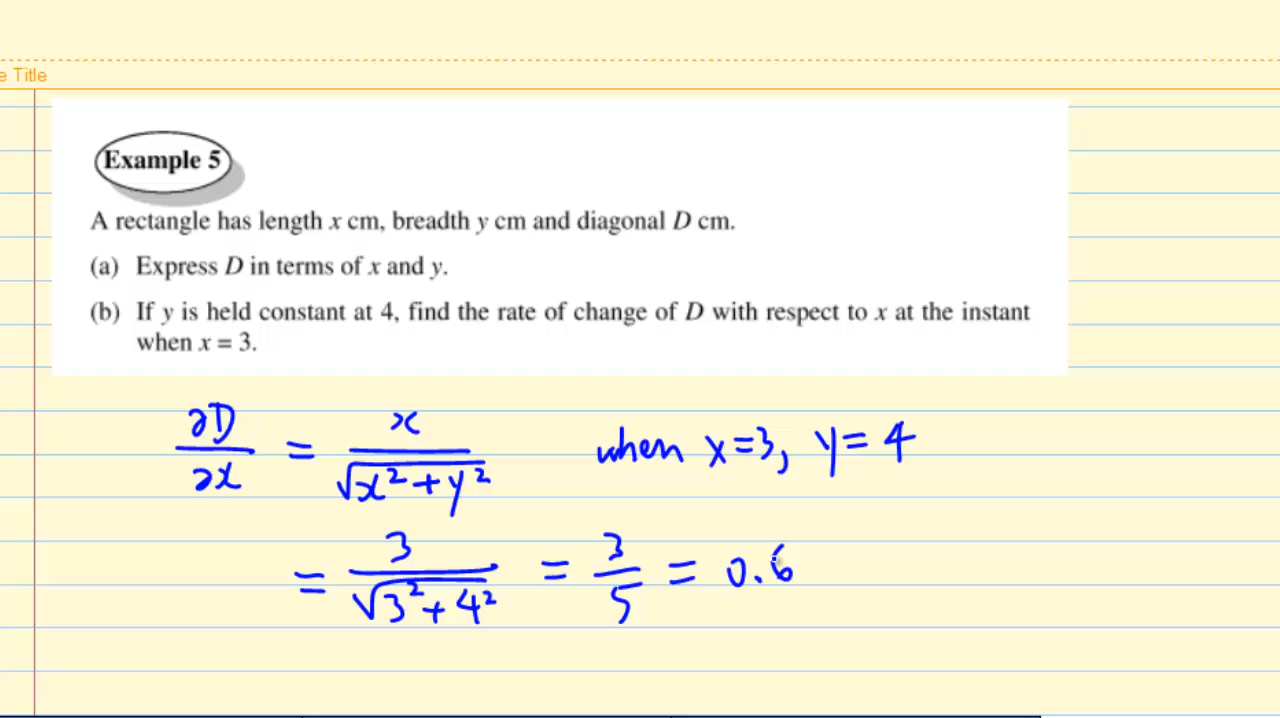 e Title
Example 5
A rectangle has length x cm, breadth y cm and diagonal D cm.
(a) Express D in terms of x and y.
(b) If y is held constant at 4, find the rate of change of D with respect to x at the instant
when x = 3.
∂D/∂x = x/√(x²+y²) when x=3, y=4
= 3/√(3²+4²) = 3/5 = 0.6